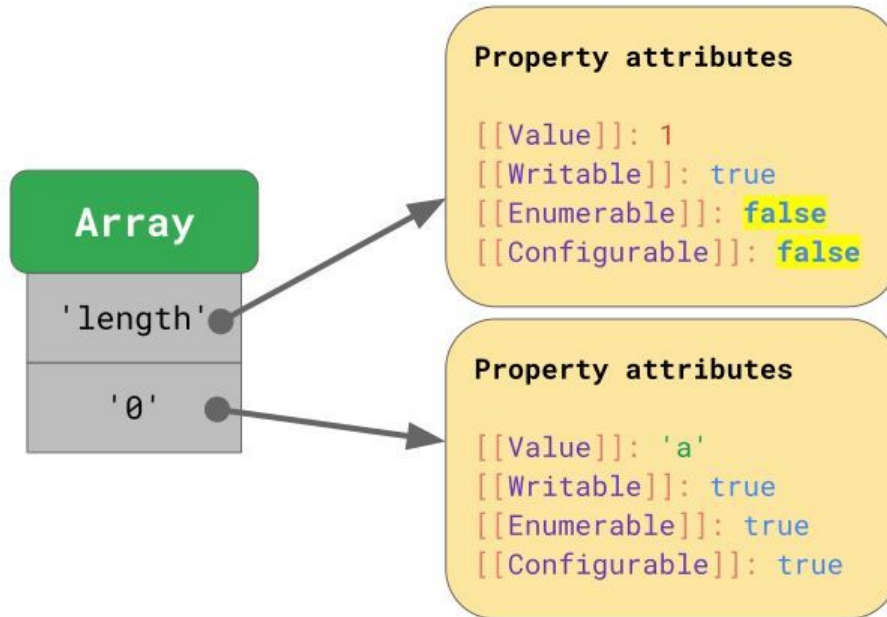 Array
'length'
'0'
Property attributes
[[Value]]: 1
[[Writable]]: true
[[Enumerable]]: false
[[Configurable]]: false
Property attributes
[[Value]]: 'a'
[[Writable]]: true
[[Enumerable]]: true
[[Configurable]]: true